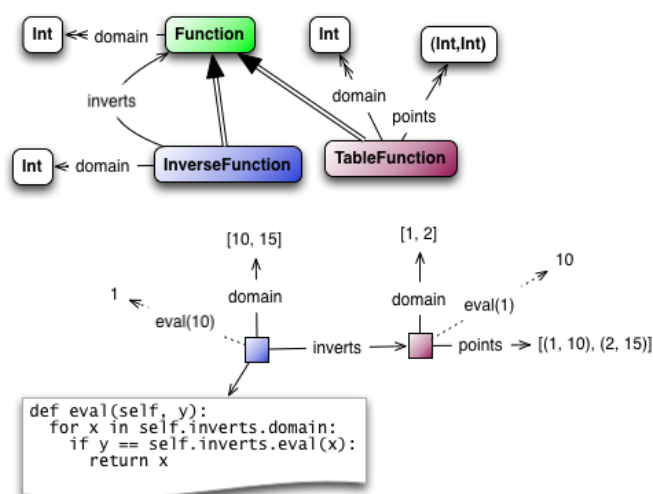 Int
domain
Function
Int
(Int,Int)
inverts
domain
points
Int
domain
InverseFunction
TableFunction
[10, 15]
[1, 2]
1
10
domain
domain
eval(10)
eval(1)
inverts
points
[(1, 10), (2, 15)]
def eval(self, y):
for x in self.inverts.domain:
if y == self.inverts.eval(x):
return x